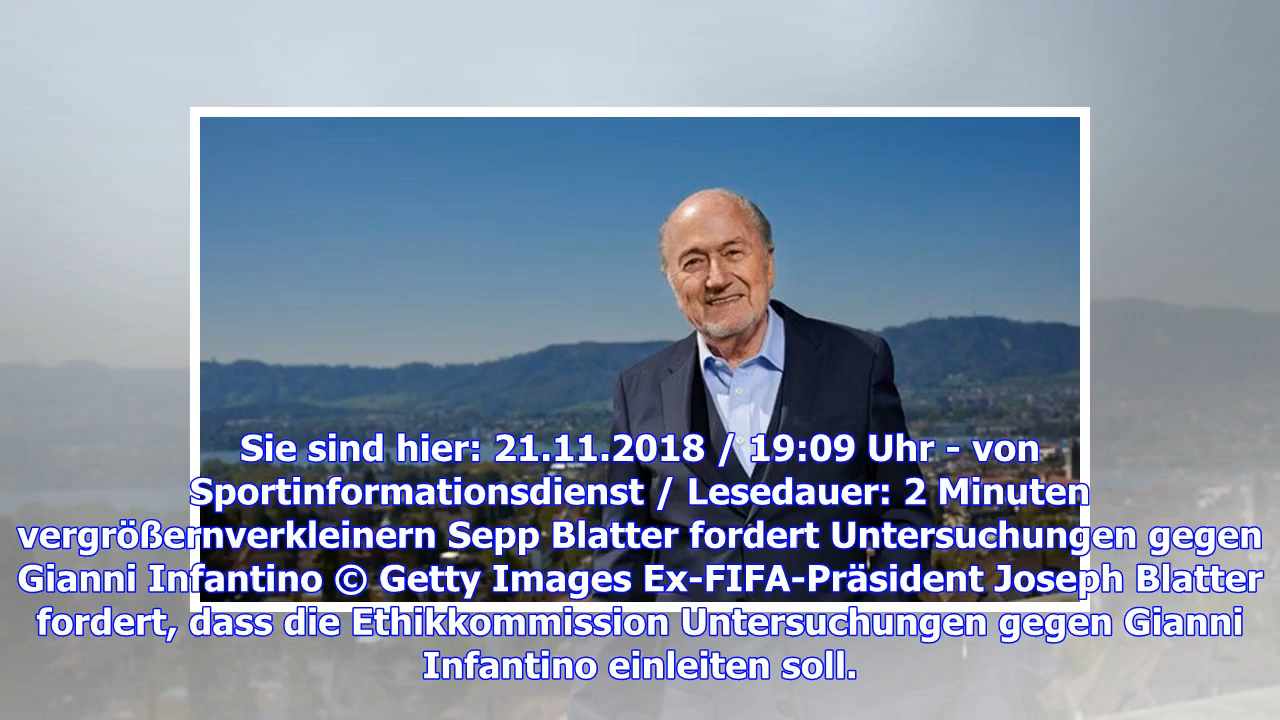 Sie sind hier: 21.11.2018 / 19:09 Uhr - von
Sportinformationsdienst / Lesedauer: 2 Minuten
vergrößernverkleinern Sepp Blatter fordert Untersuchungen gegen
Gianni Infantino © Getty Images Ex-FIFA-Präsident Joseph Blatter
fordert, dass die Ethikkommission Untersuchungen gegen Gianni
Infantino einleiten soll.